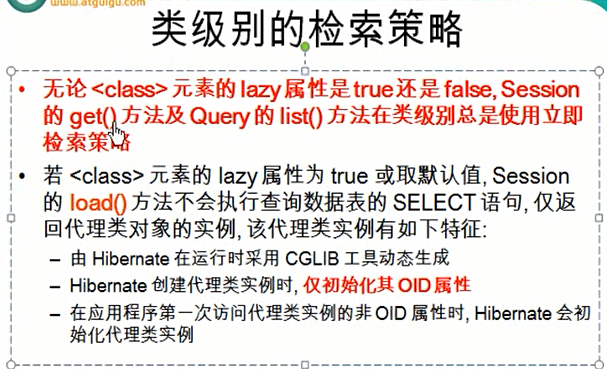 www.atguigu.com
类级别的检索策略
• 无论 <class> 元素的 lazy 属性是 true 还是 false, Session
的 get() 方法及 Query 的 list() 方法在类级别总是使用立即
检索策略
• 若 <class> 元素的 lazy 属性为 true 或取默认值, Session
的 load() 方法不会执行查询数据表的 SELECT 语句, 仅返
回代理类对象的实例, 该代理类实例有如下特征:
– 由 Hibernate 在运行时采用 CGLIB 工具动态生成
– Hibernate 创建代理类实例时, 仅初始化其 OID 属性
– 在应用程序第一次访问代理类实例的非 OID 属性时, Hibernate 会初
始化代理类实例